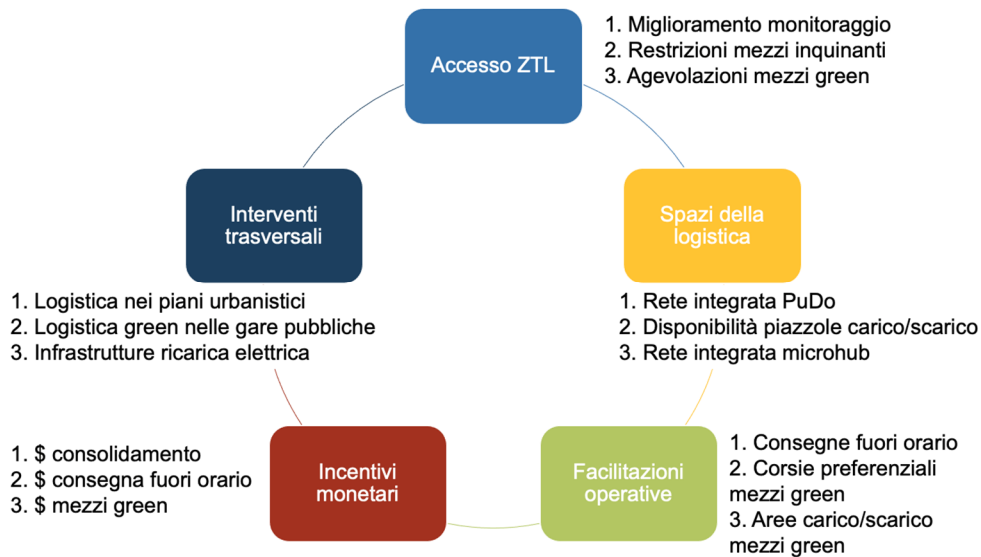 Accesso ZTL
1. Miglioramento monitoraggio
2. Restrizioni mezzi inquinanti
3. Agevolazioni mezzi green
Spazi della
logistica
1. Rete integrata PuDo
2. Disponibilità piazzole carico/scarico
3. Rete integrata microhub
Facilitazioni
operative
1. Consegne fuori orario
2. Corsie preferenziali
mezzi green
3. Aree carico/scarico
mezzi green
Incentivi
monetari
1. $ consolidamento
2. $ consegna fuori orario
3. $ mezzi green
Interventi
trasversali
1. Logistica nei piani urbanistici
2. Logistica green nelle gare pubbliche
3. Infrastrutture ricarica elettrica